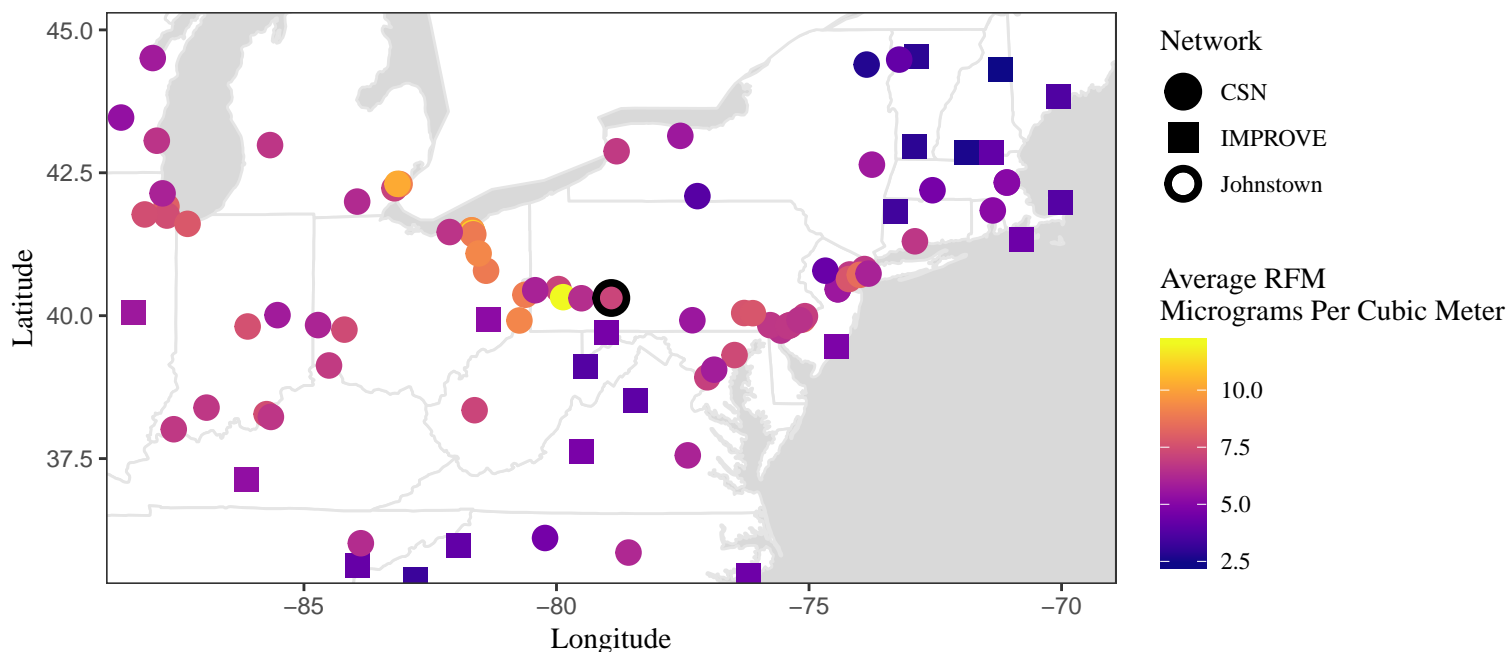 45.0
42.5
40.0
37.5
Latitude
−85
−80
−75
−70
Longitude
Network
CSN
IMPROVE
Johnstown
Average RFM
Micrograms Per Cubic Meter
10.0
7.5
5.0
2.5